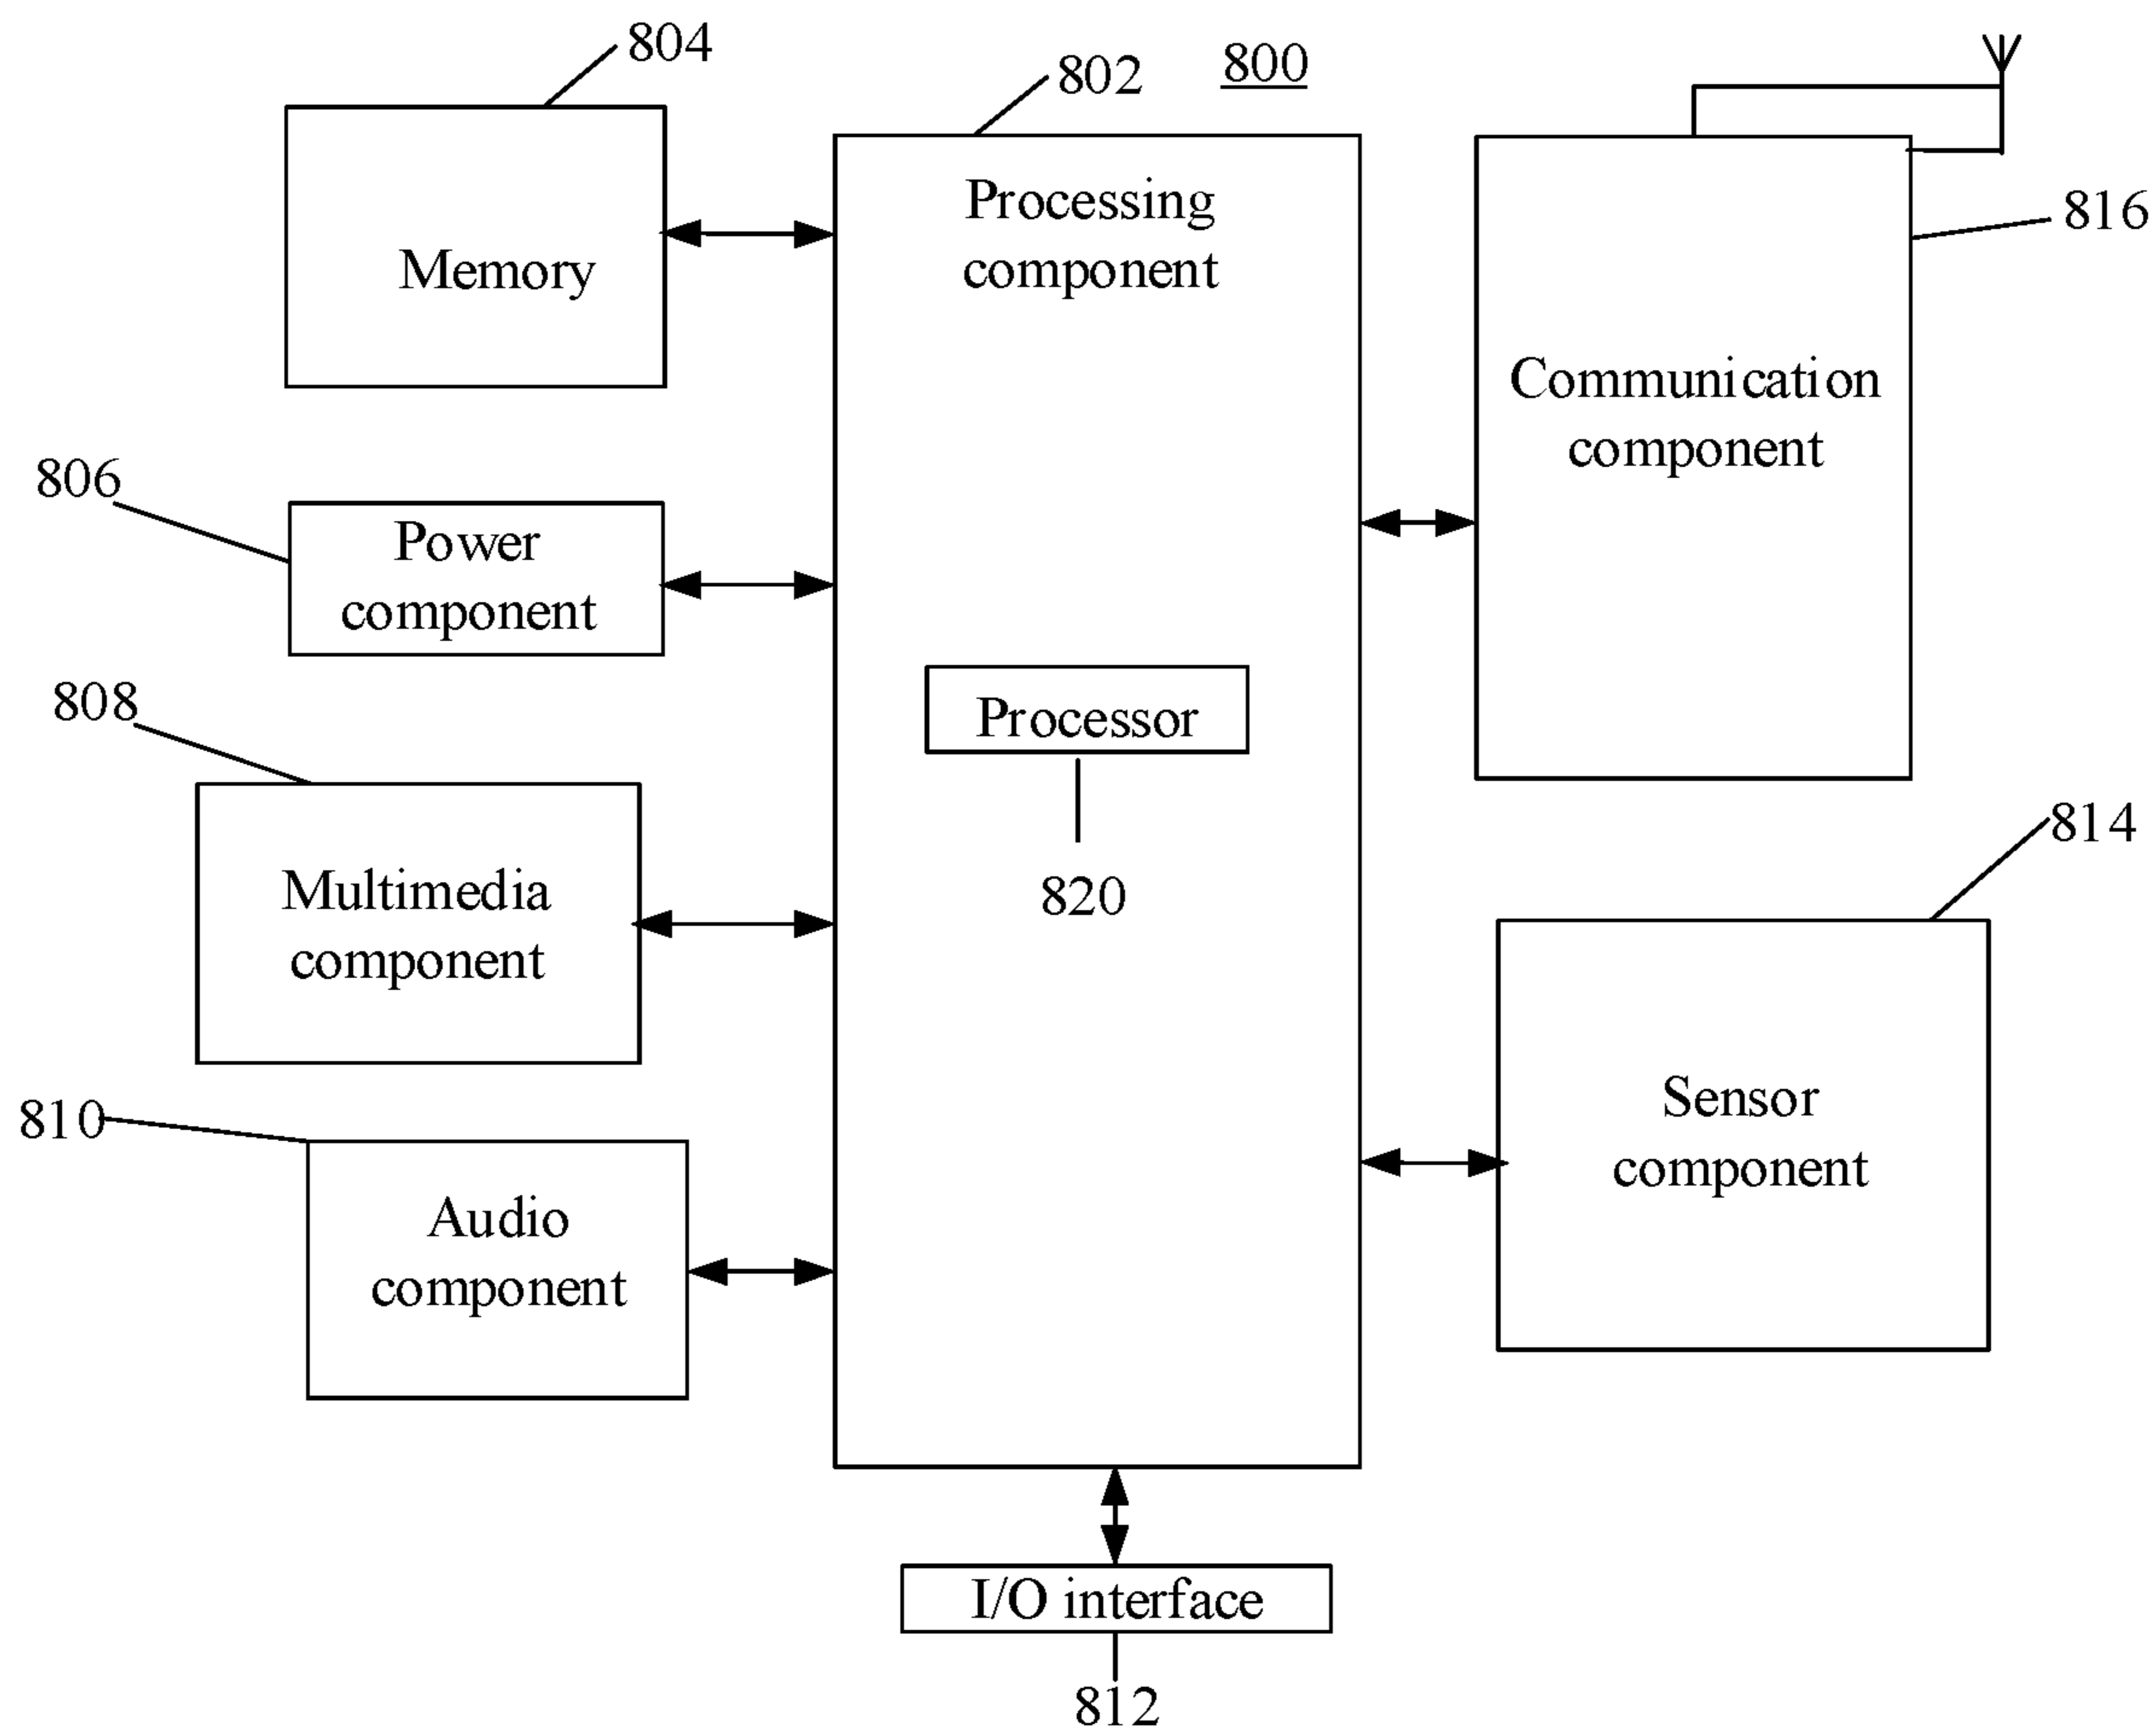 804
802
800
816
Memory
Processing
component
Communication
component
806
Power
component
808
Processor
820
Multimedia
component
814
810
Audio
component
Sensor
component
I/O interface
812